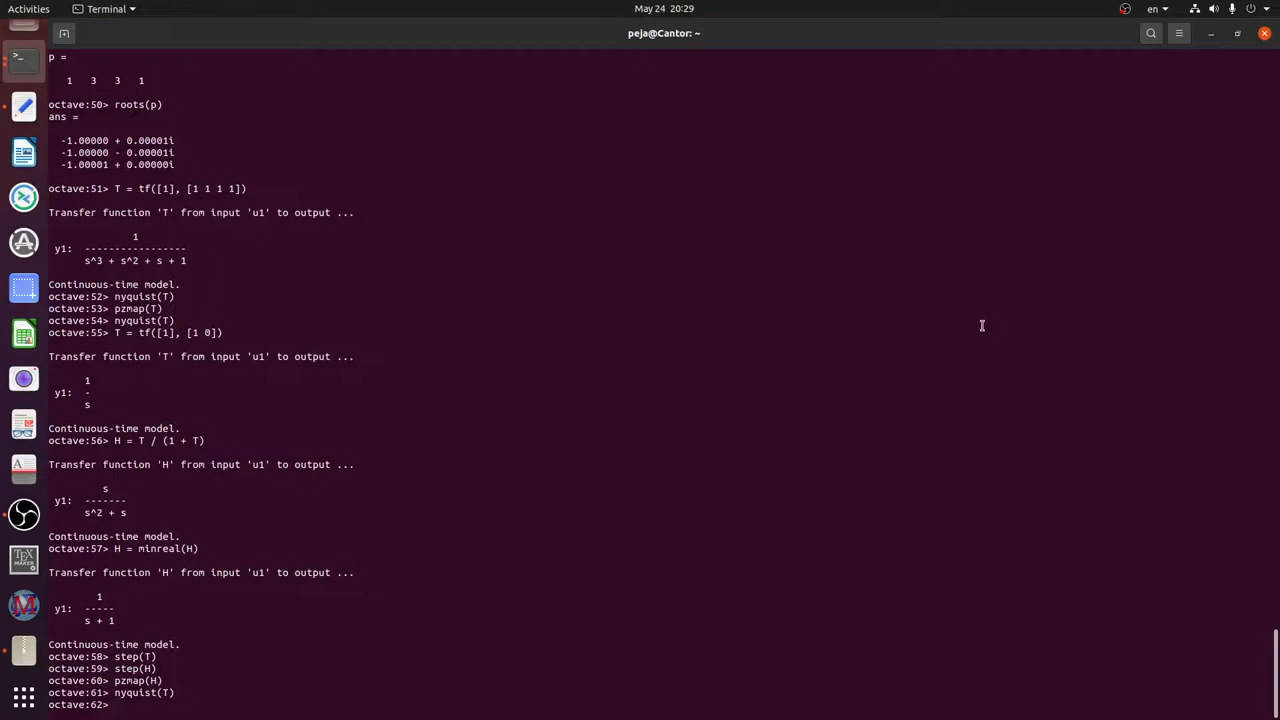 Activities
Terminal
May 24 20:29
en
peja@Cantor: ~
p =
1 3 3 1
octave:50> roots(p)
ans =
-1.00000 + 0.00001i
-1.00000 - 0.00001i
-1.00001 + 0.00000i
octave:51> T = tf([1], [1 1 1 1])
Transfer function 'T' from input 'u1' to output ...
1
y1: -----------------
s^3 + s^2 + s + 1
Continuous-time model.
octave:52> nyquist(T)
octave:53> pzmap(T)
octave:54> nyquist(T)
octave:55> T = tf([1], [1 0])
Transfer function 'T' from input 'u1' to output ...
1
y1: -
s
Continuous-time model.
octave:56> H = T / (1 + T)
Transfer function 'H' from input 'u1' to output ...
s
y1: -------
s^2 + s
Continuous-time model.
octave:57> H = minreal(H)
Transfer function 'H' from input 'u1' to output ...
1
y1: -----
s + 1
Continuous-time model.
octave:58> step(T)
octave:59> step(H)
octave:60> pzmap(H)
octave:61> nyquist(T)
octave:62>
TEX
MAKER